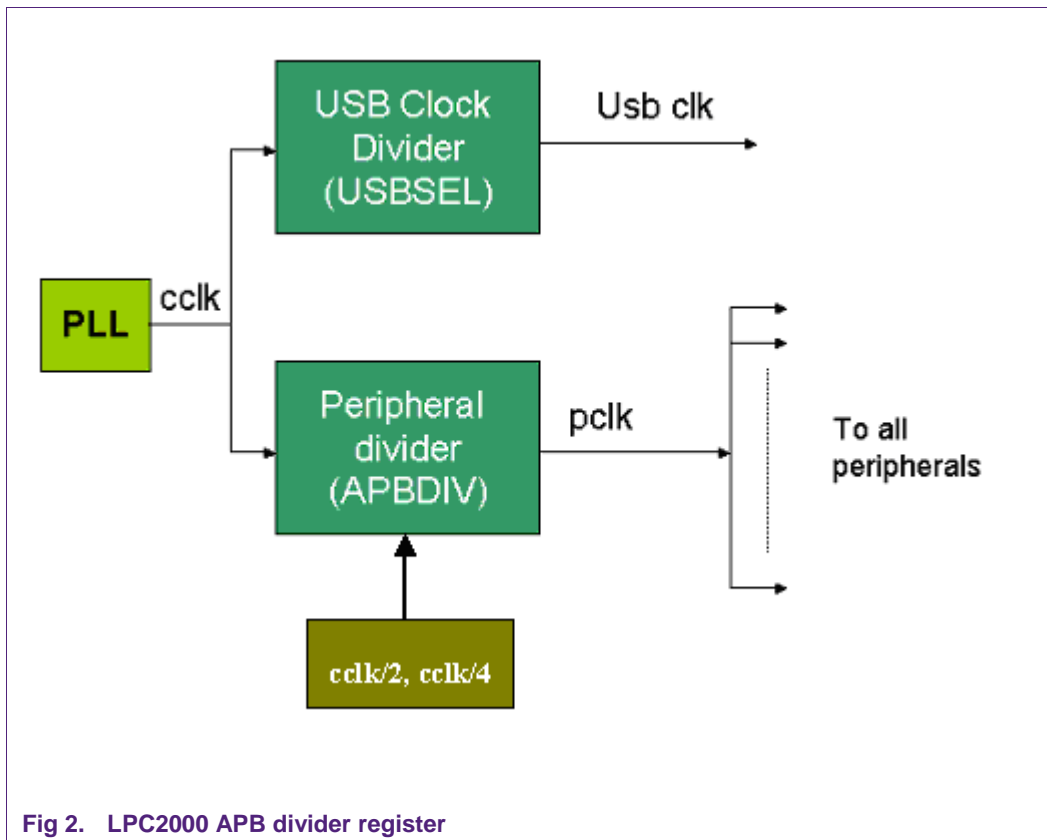 USB Clock
Divider
(USBSEL)
Usb clk
PLL
cclk
Peripheral
divider
(APBDIV)
pclk
To all
peripherals
cclk/2, cclk/4
Fig 2. LPC2000 APB divider register